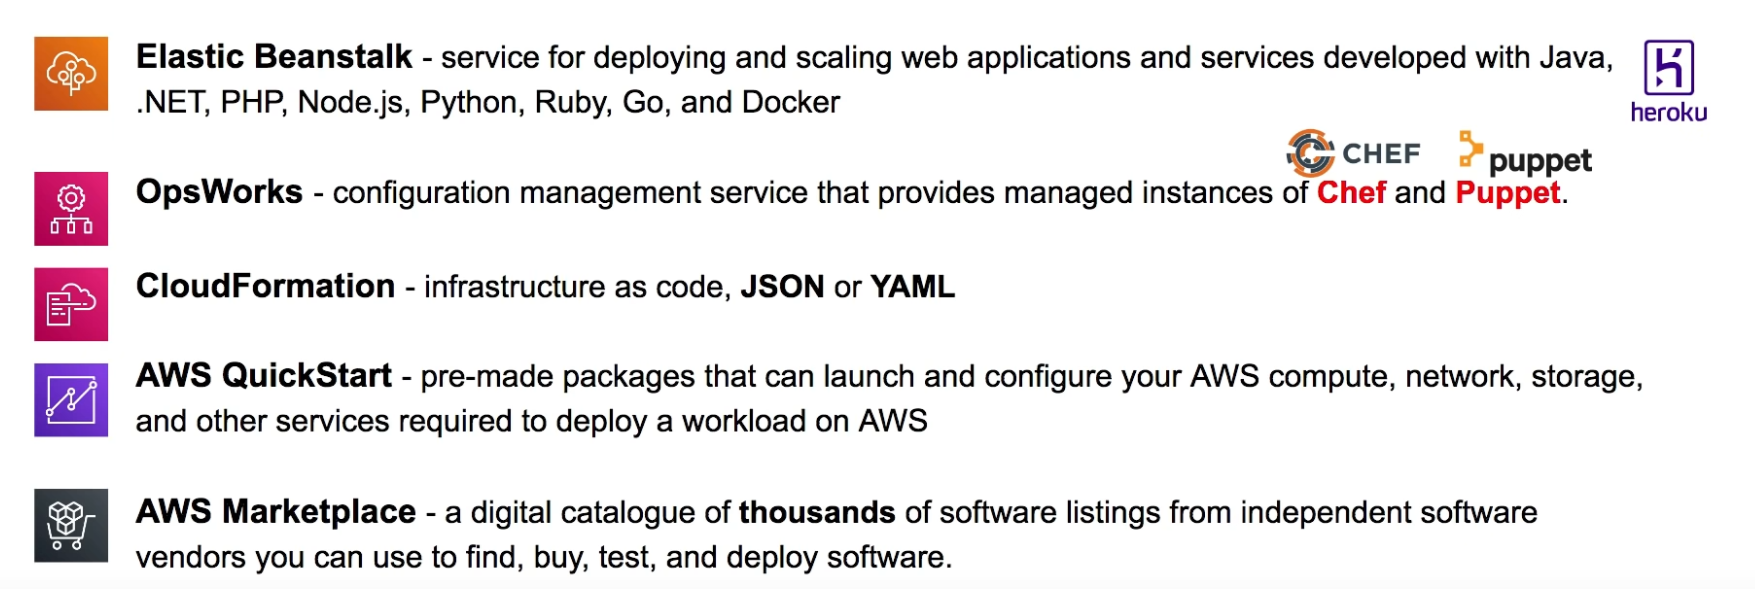 Elastic Beanstalk - service for deploying and scaling web applications and services developed with Java,
.NET, PHP, Node.js, Python, Ruby, Go, and Docker
heroku
CHEF
puppet
OpsWorks - configuration management service that provides managed instances of Chef and Puppet.
CloudFormation - infrastructure as code, JSON or YAML
AWS QuickStart - pre-made packages that can launch and configure your AWS compute, network, storage,
and other services required to deploy a workload on AWS
AWS Marketplace - a digital catalogue of thousands of software listings from independent software
vendors you can use to find, buy, test, and deploy software.